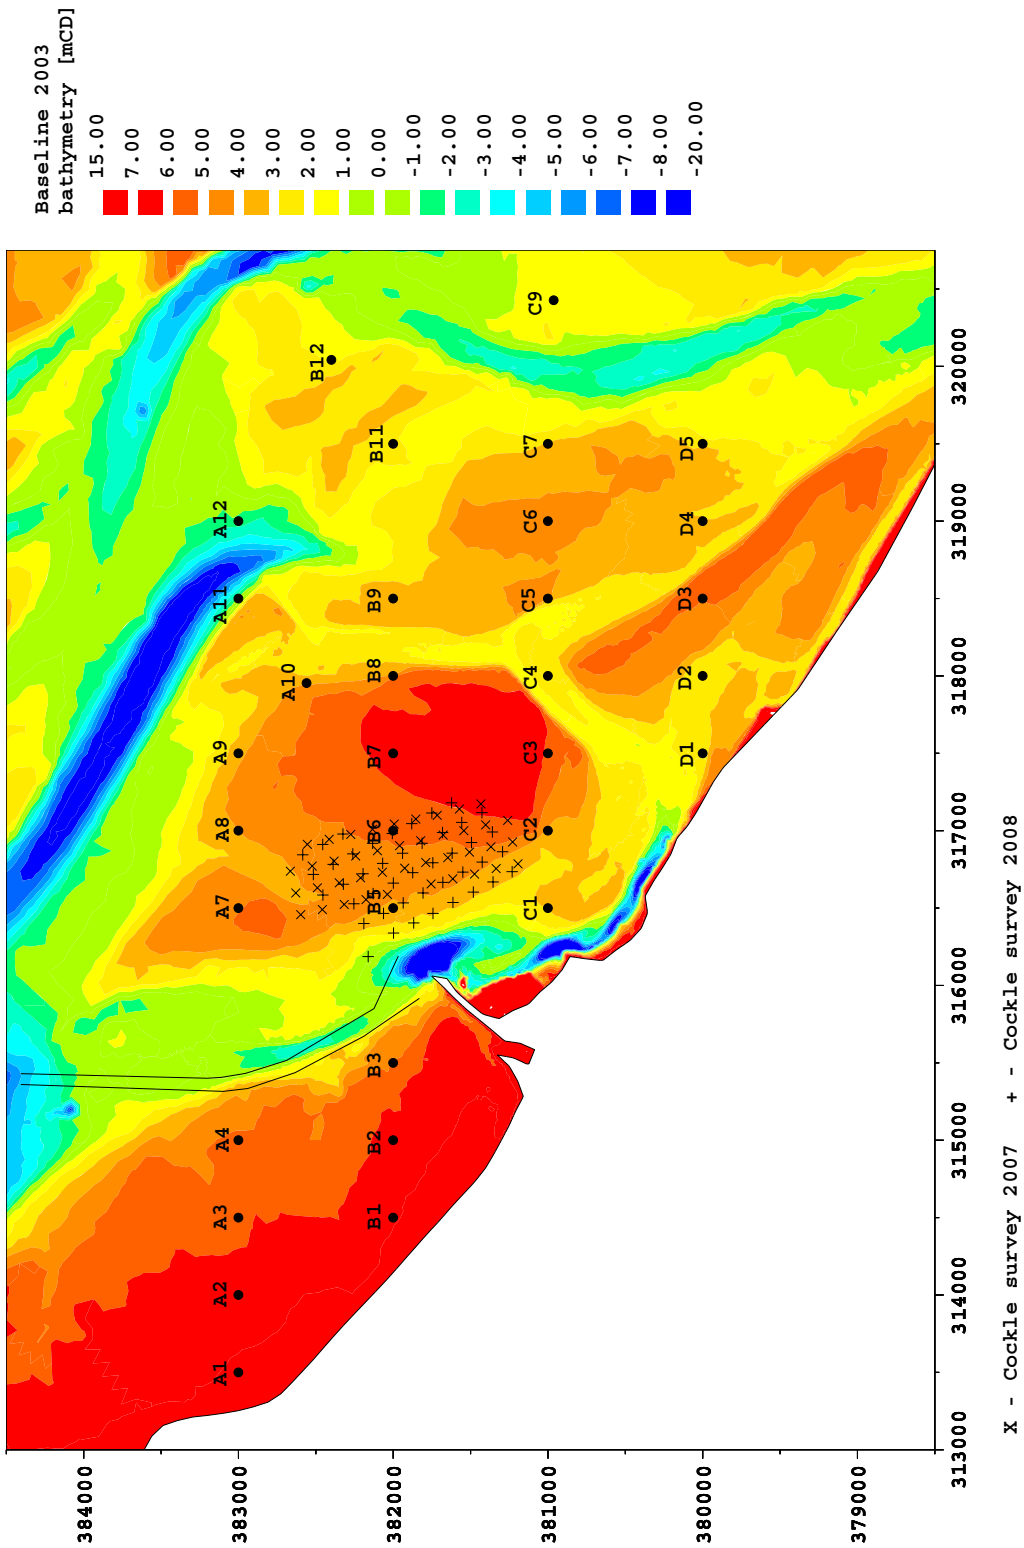 Baseline 2003
bathymetry [mCD]
15.00
7.00
6.00
5.00
4.00
3.00
2.00
1.00
0.00
-1.00
-2.00
-3.00
-4.00
-5.00
-6.00
-7.00
-8.00
-20.00
384000
383000
382000
381000
380000
379000
A1
A2
A3
A4
A7
A8
A9
A10
A11
A12
B1
B2
B3
B5
B6
B7
B8
B9
B11
B12
C1
C2
C3
C4
C5
C6
C7
C9
D1
D2
D3
D4
D5
313000
314000
315000
316000
317000
318000
319000
320000
X - Cockle survey 2007 + - Cockle survey 2008